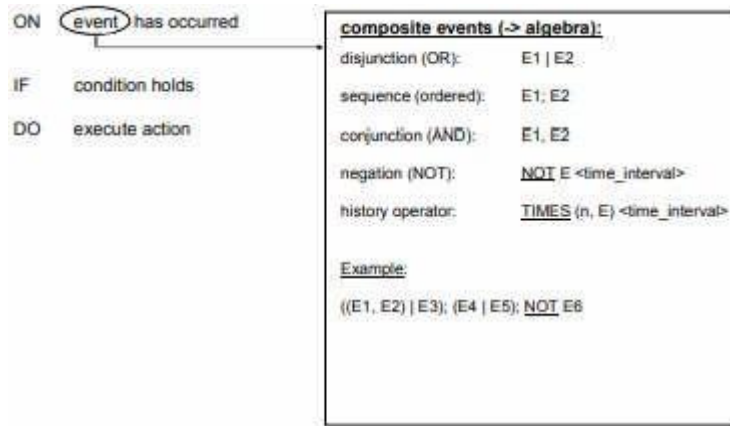 ON event has occurred
IF condition holds
DO execute action
composite events (-> algebra):
disjunction (OR): E1 | E2
sequence (ordered): E1; E2
conjunction (AND): E1, E2
negation (NOT): NOT E <time_interval>
history operator: TIMES (n, E) <time_interval>
Example:
((E1, E2) | E3); (E4 | E5); NOT E6